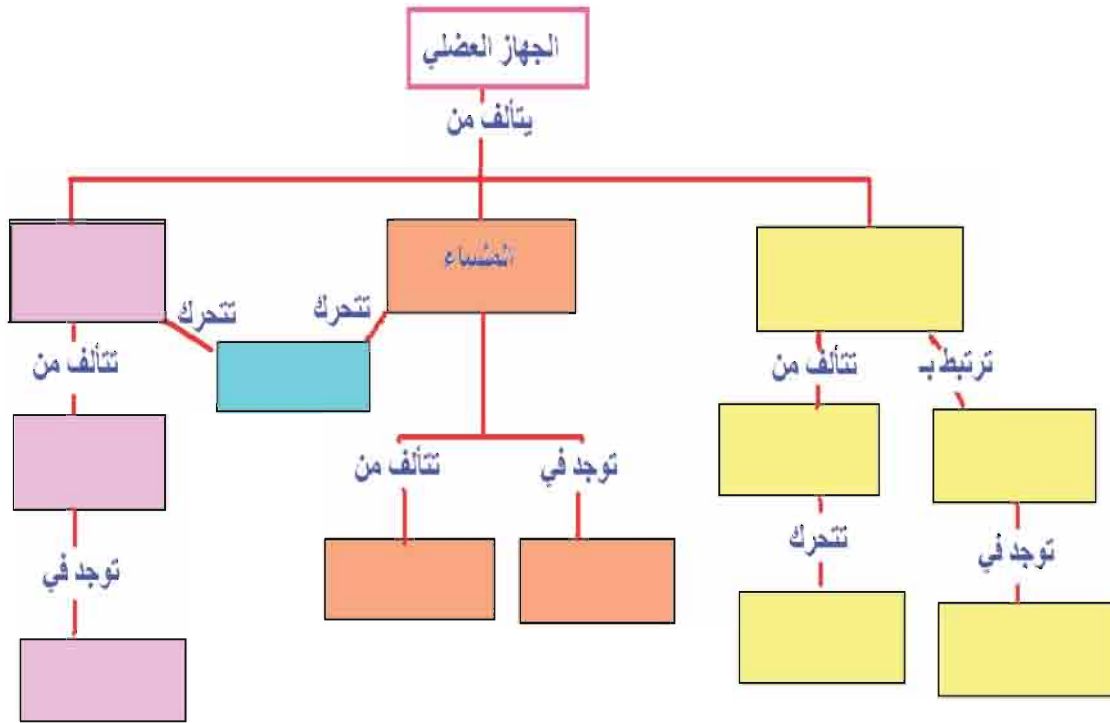 الجهاز العضلي
يتألف من
الملساء
تتحرك
تتحرك
ترتبط بـ
تتألف من
تتألف من
توجد في
تتألف من
تتحرك
توجد في
توجد في